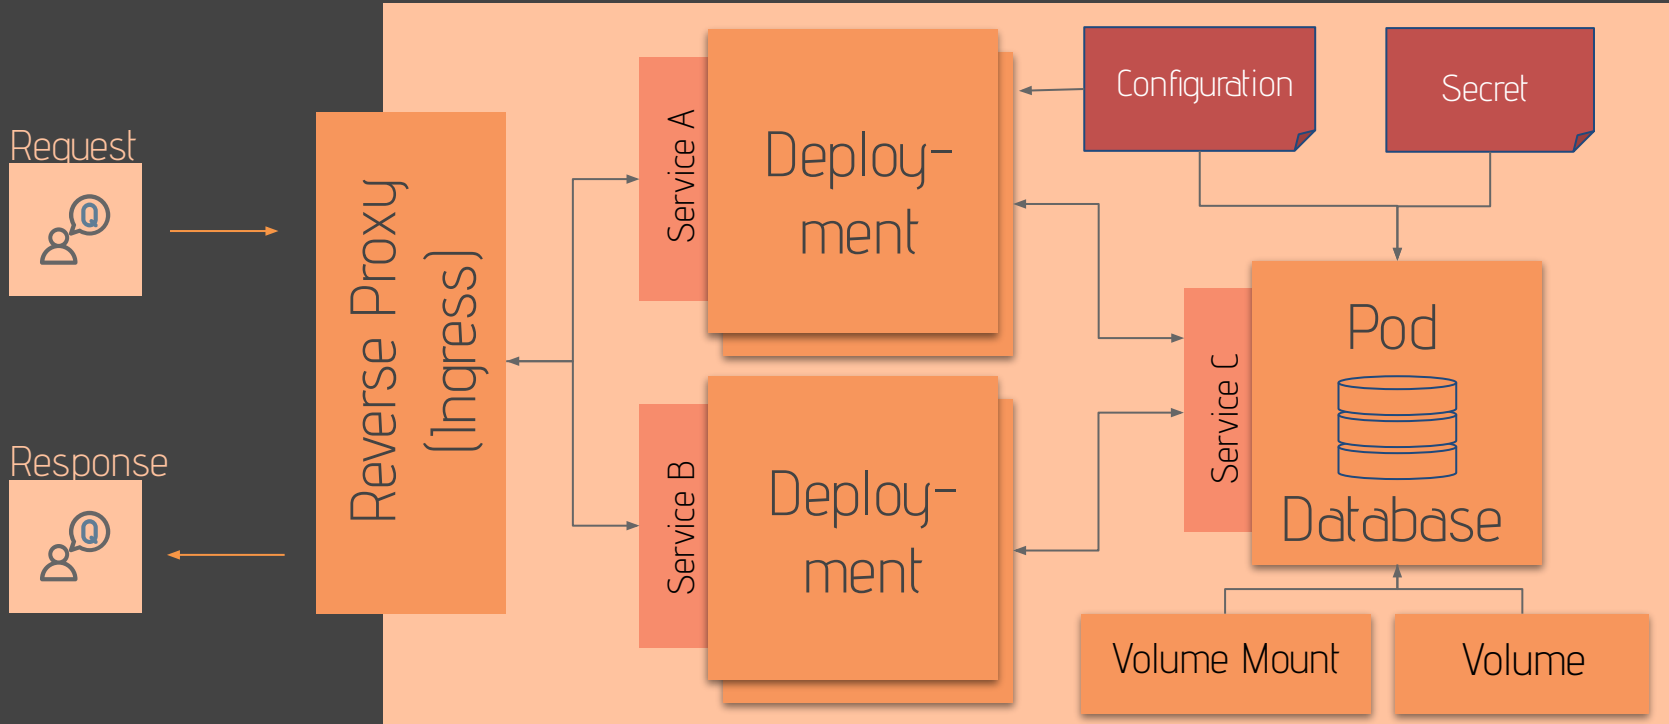 Request
Q
Response
Q
Reverse Proxy
(Ingress)
Service A
Deploy-
ment
Service B
Deploy-
ment
Configuration
Secret
Service C
Pod
Database
Volume Mount
Volume